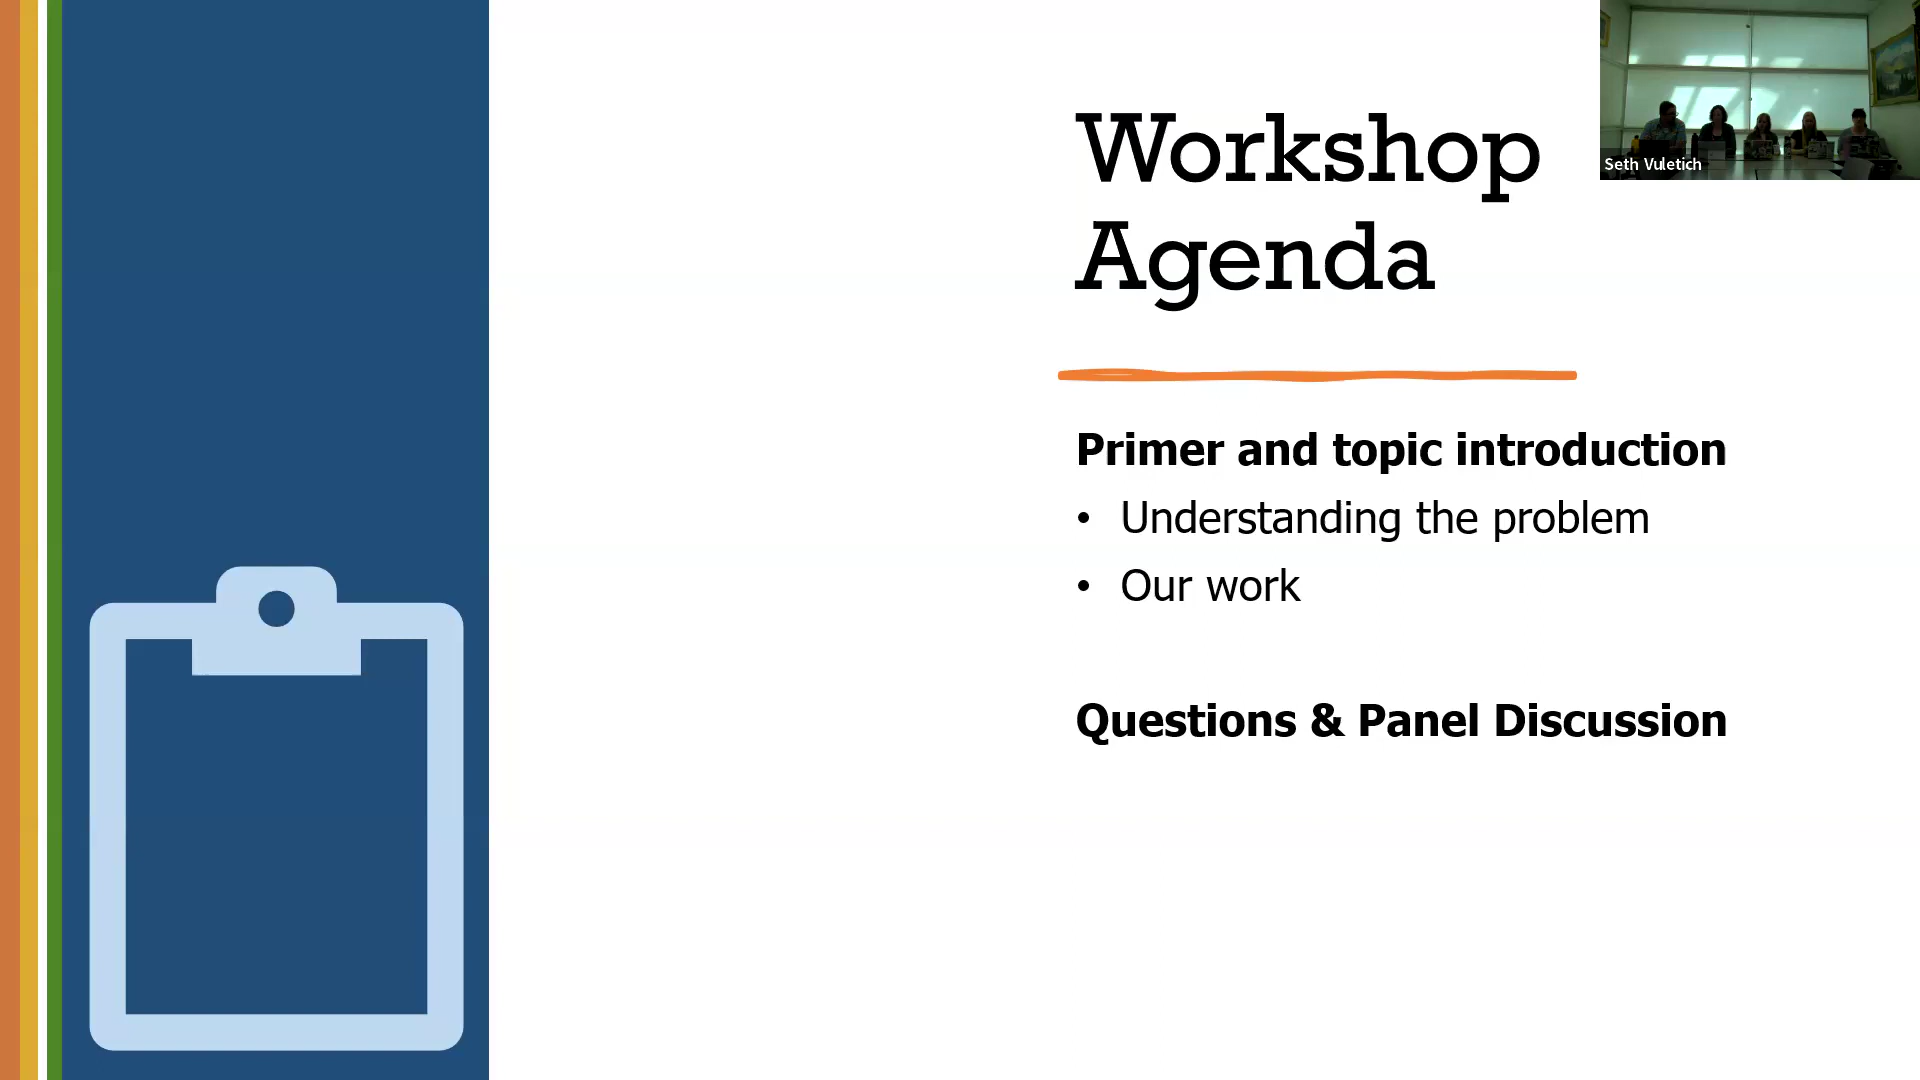 Workshop
Agenda
Seth Vuletich
Primer and topic introduction
• Understanding the problem
• Our work
Questions & Panel Discussion